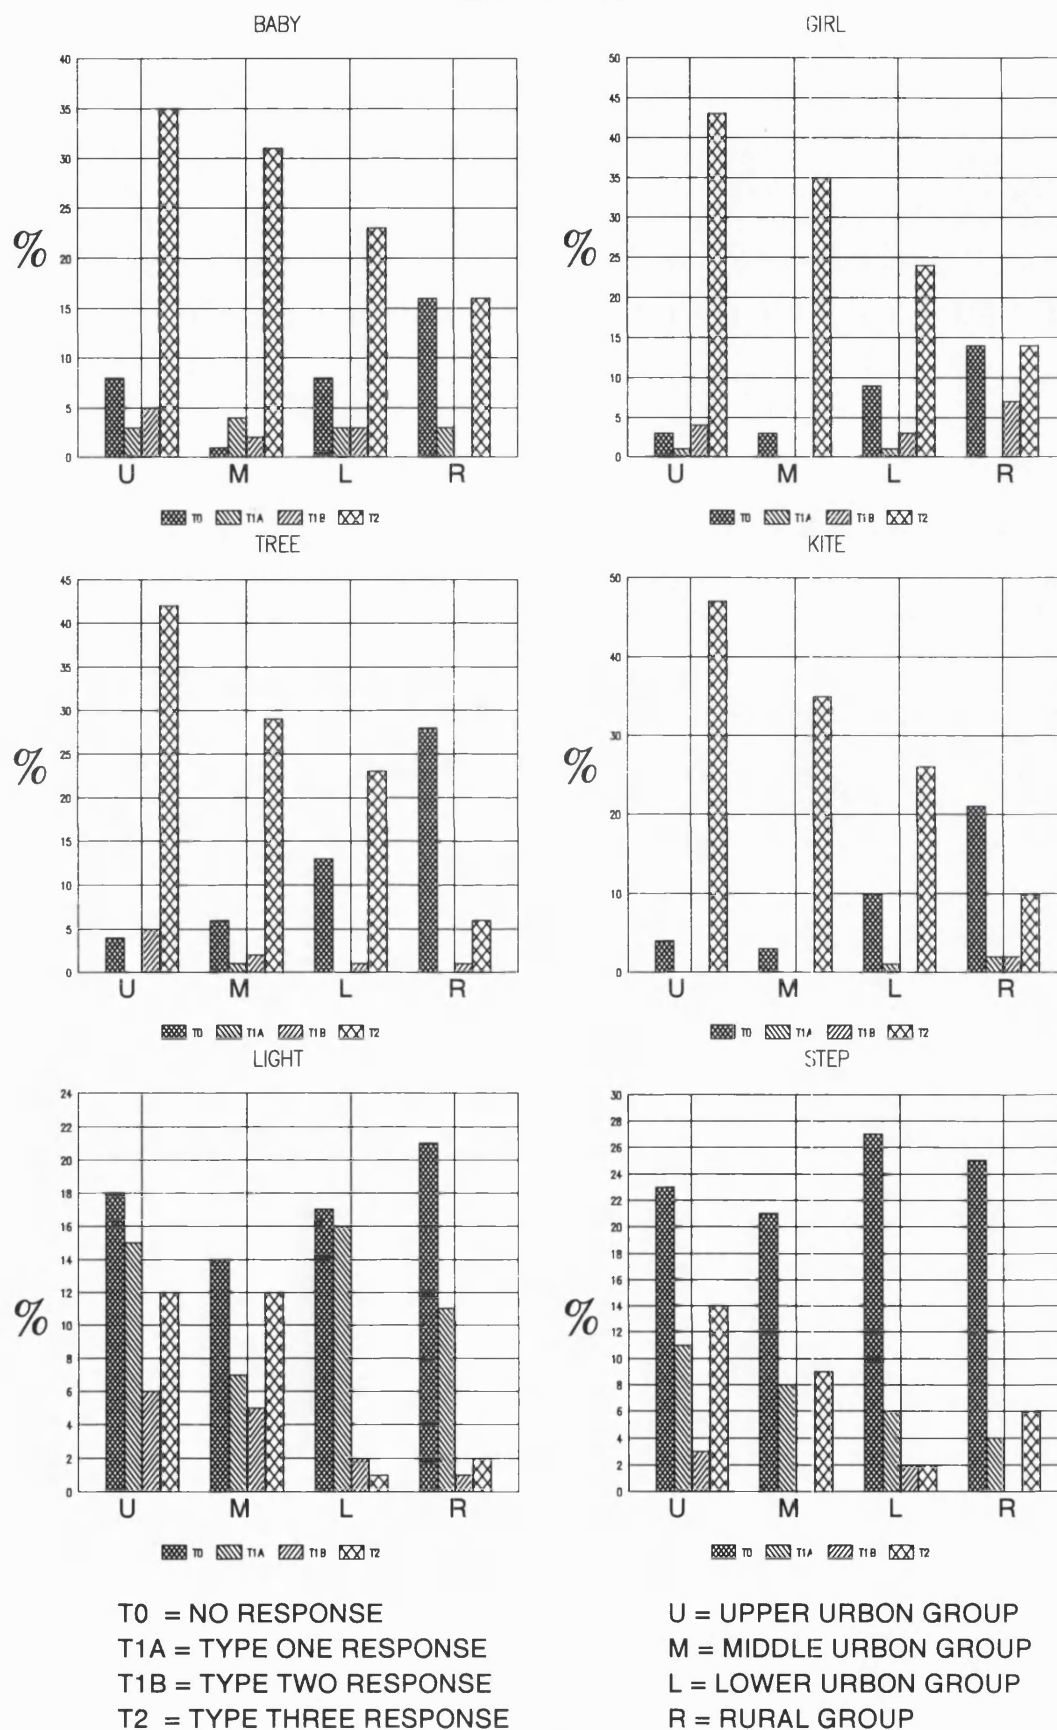 BABY
40
35
30
25
20
15
10
5
0
%
U M L R
T0 T1A T1B T2
GIRL
50
45
40
35
30
25
20
15
10
5
0
%
U M L R
T0 T1A T1B T2
TREE
45
40
35
30
25
20
15
10
5
0
%
U M L R
T0 T1A T1B T2
KITE
50
40
30
20
10
0
%
U M L R
T0 T1A T1B T2
LIGHT
24
22
20
18
16
14
12
10
8
6
4
2
0
%
U M L R
T0 T1A T1B T2
STEP
30
28
26
24
22
20
18
16
14
12
10
8
6
4
2
0
%
U M L R
T0 T1A T1B T2
T0 = NO RESPONSE
T1A = TYPE ONE RESPONSE
T1B = TYPE TWO RESPONSE
T2 = TYPE THREE RESPONSE
U = UPPER URBON GROUP
M = MIDDLE URBON GROUP
L = LOWER URBON GROUP
R = RURAL GROUP